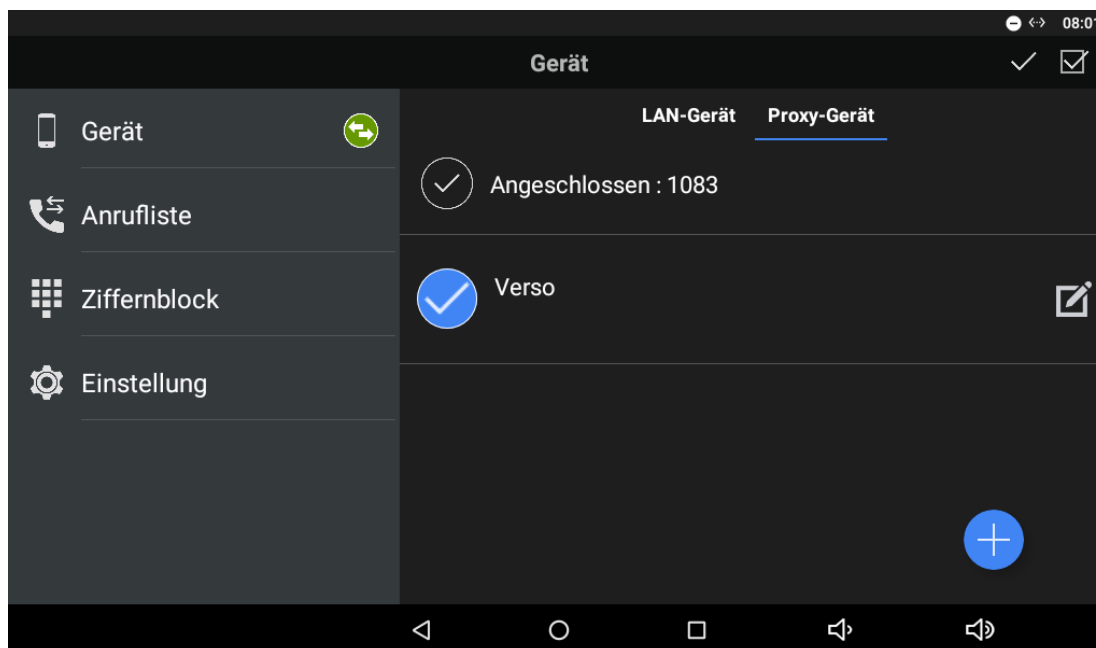 08:01
Gerät
Gerät
Anrufliste
Ziffernblock
Einstellung
LAN-Gerät Proxy-Gerät
Angeschlossen : 1083
Verso